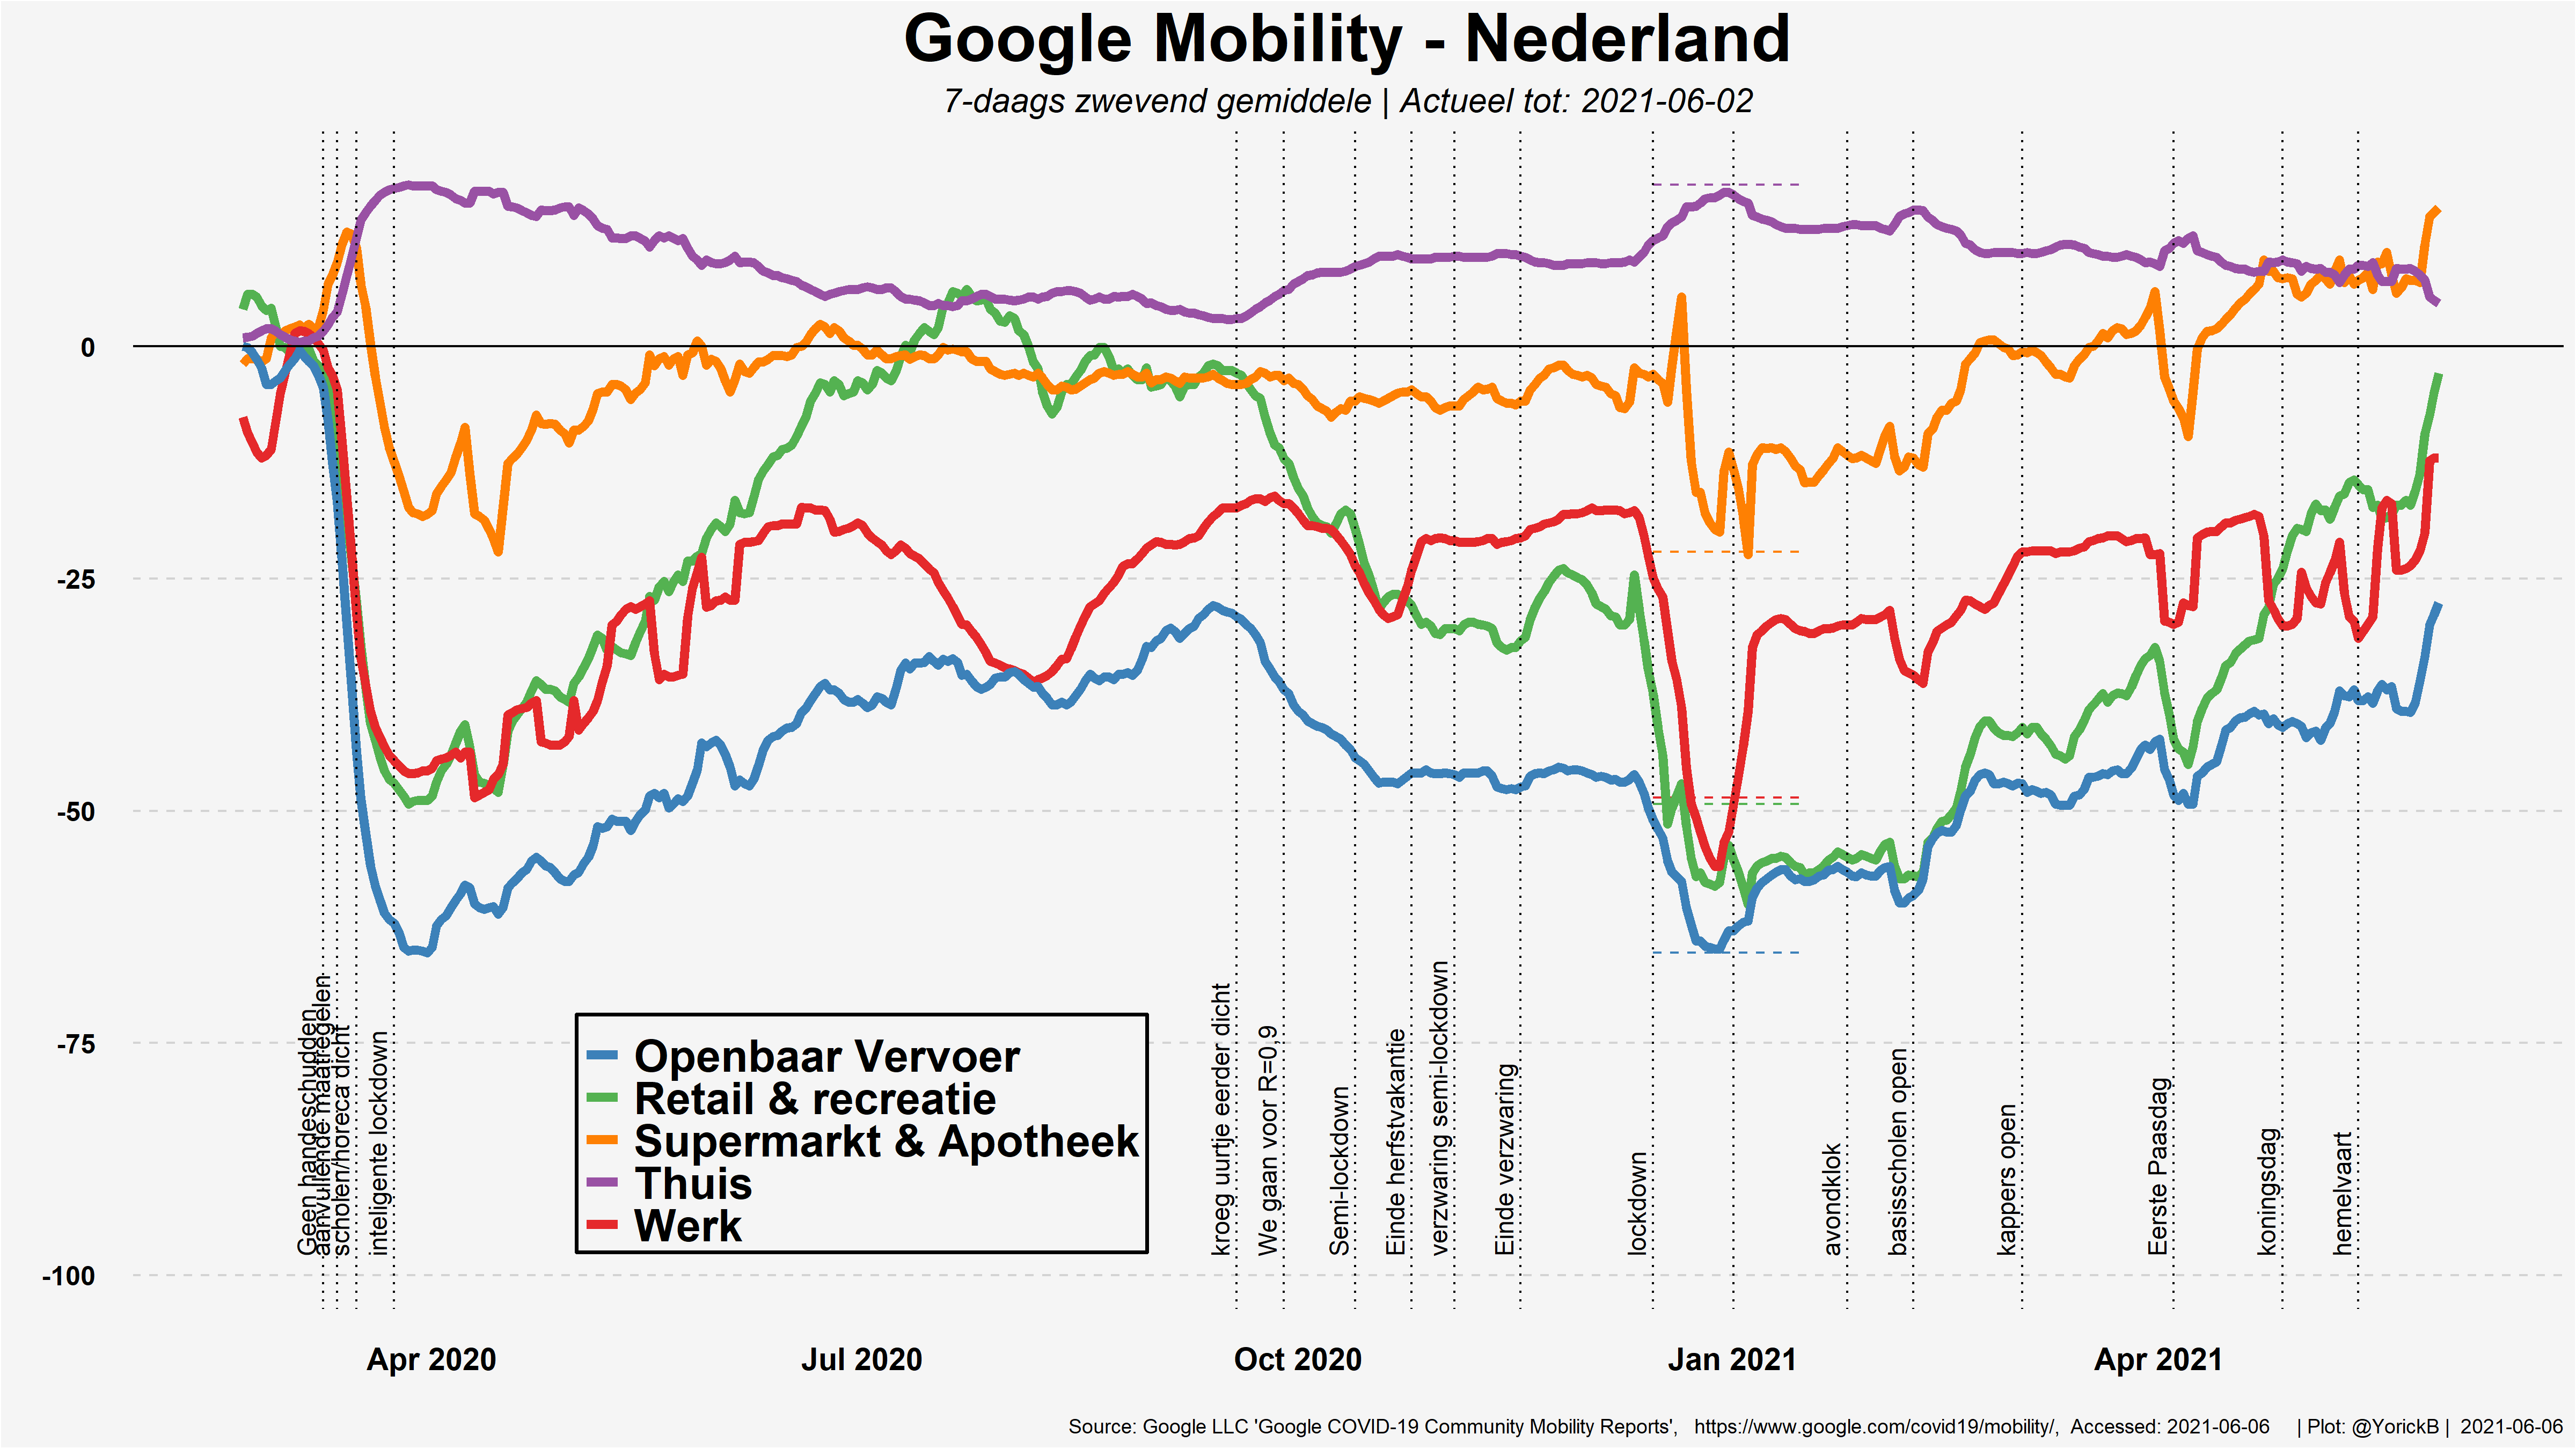 Google Mobility - Nederland
7-daags zwevend gemiddele | Actueel tot: 2021-06-02
0
-25
-50
-75
-100
Geen handeschudden
aanvullende maatregelen
scholen/horeca dicht
inteligente lockdown
kroeg uurtje eerder dicht
We gaan voor R=0,9
Semi-lockdown
Einde herfstvakantie
verzwaring semi-lockdown
Einde verzwaring
lockdown
avondklok
basisscholen open
kappers open
Eerste Paasdag
koningsdag
hemelvaart
Openbaar Vervoer
Retail & recreatie
Supermarkt & Apotheek
Thuis
Werk
Apr 2020
Jul 2020
Oct 2020
Jan 2021
Apr 2021
Source: Google LLC 'Google COVID-19 Community Mobility Reports', https://www.google.com/covid19/mobility/, Accessed: 2021-06-06 | Plot: @YorickB | 2021-06-06